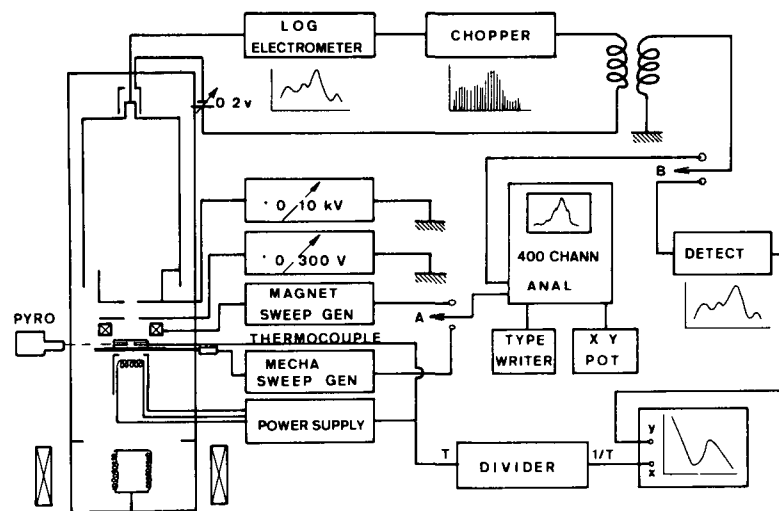 LOG
ELECTROMETER
CHOPPER
0 2 v
0 10 kV
0 300 V
B
400 CHANN
ANAL
DETECT
MAGNET
SWEEP GEN
A
PYRO
THERMOCOUPLE
TYPE
WRITER
X Y
POT
MECHA
SWEEP GEN
POWER SUPPLY
y
x
T
DIVIDER
1/T